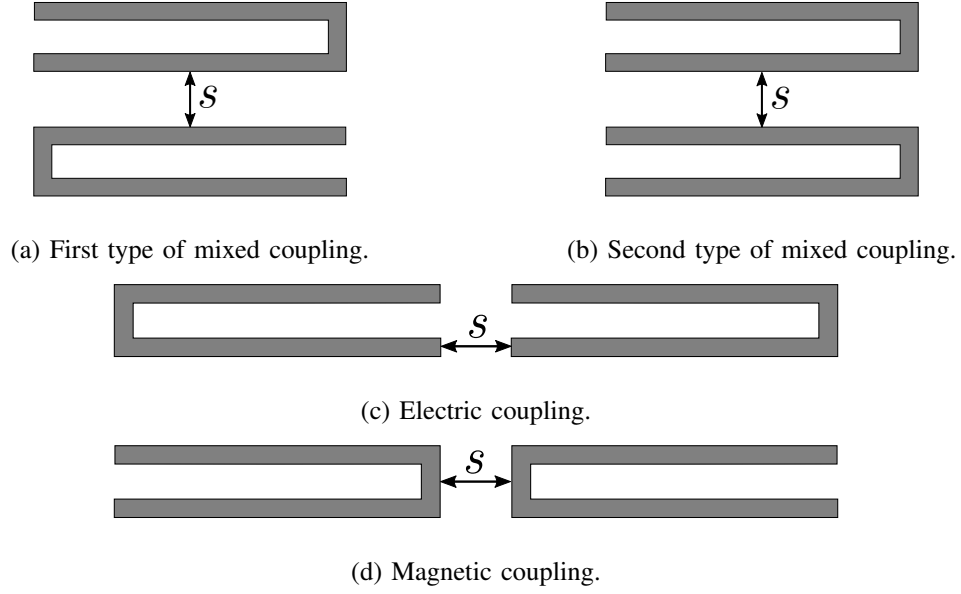 s
s
(a) First type of mixed coupling.
(b) Second type of mixed coupling.
s
(c) Electric coupling.
s
(d) Magnetic coupling.